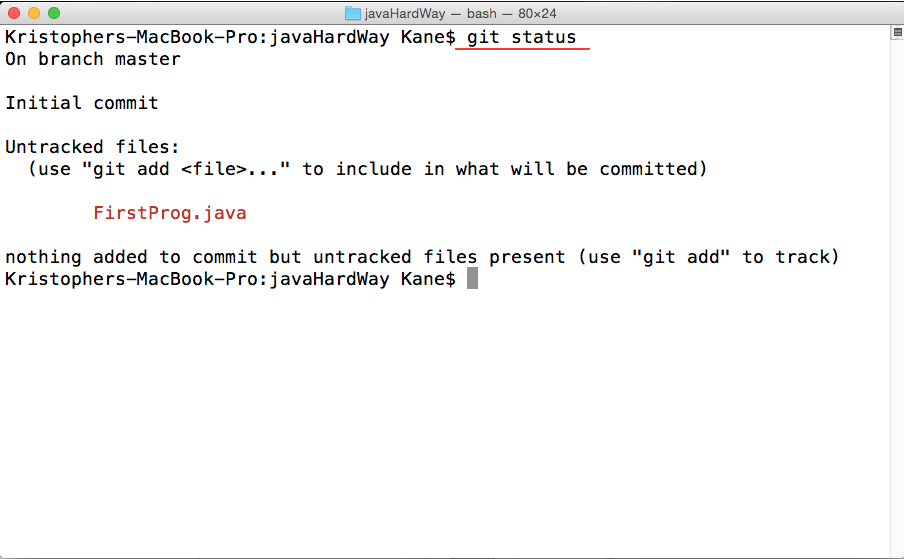 javaHardWay — bash — 80×24
Kristophers-MacBook-Pro:javaHardWay Kane$ git status
On branch master
Initial commit
Untracked files:
  (use "git add <file>..." to include in what will be committed)
        FirstProg.java
nothing added to commit but untracked files present (use "git add" to track)
Kristophers-MacBook-Pro:javaHardWay Kane$